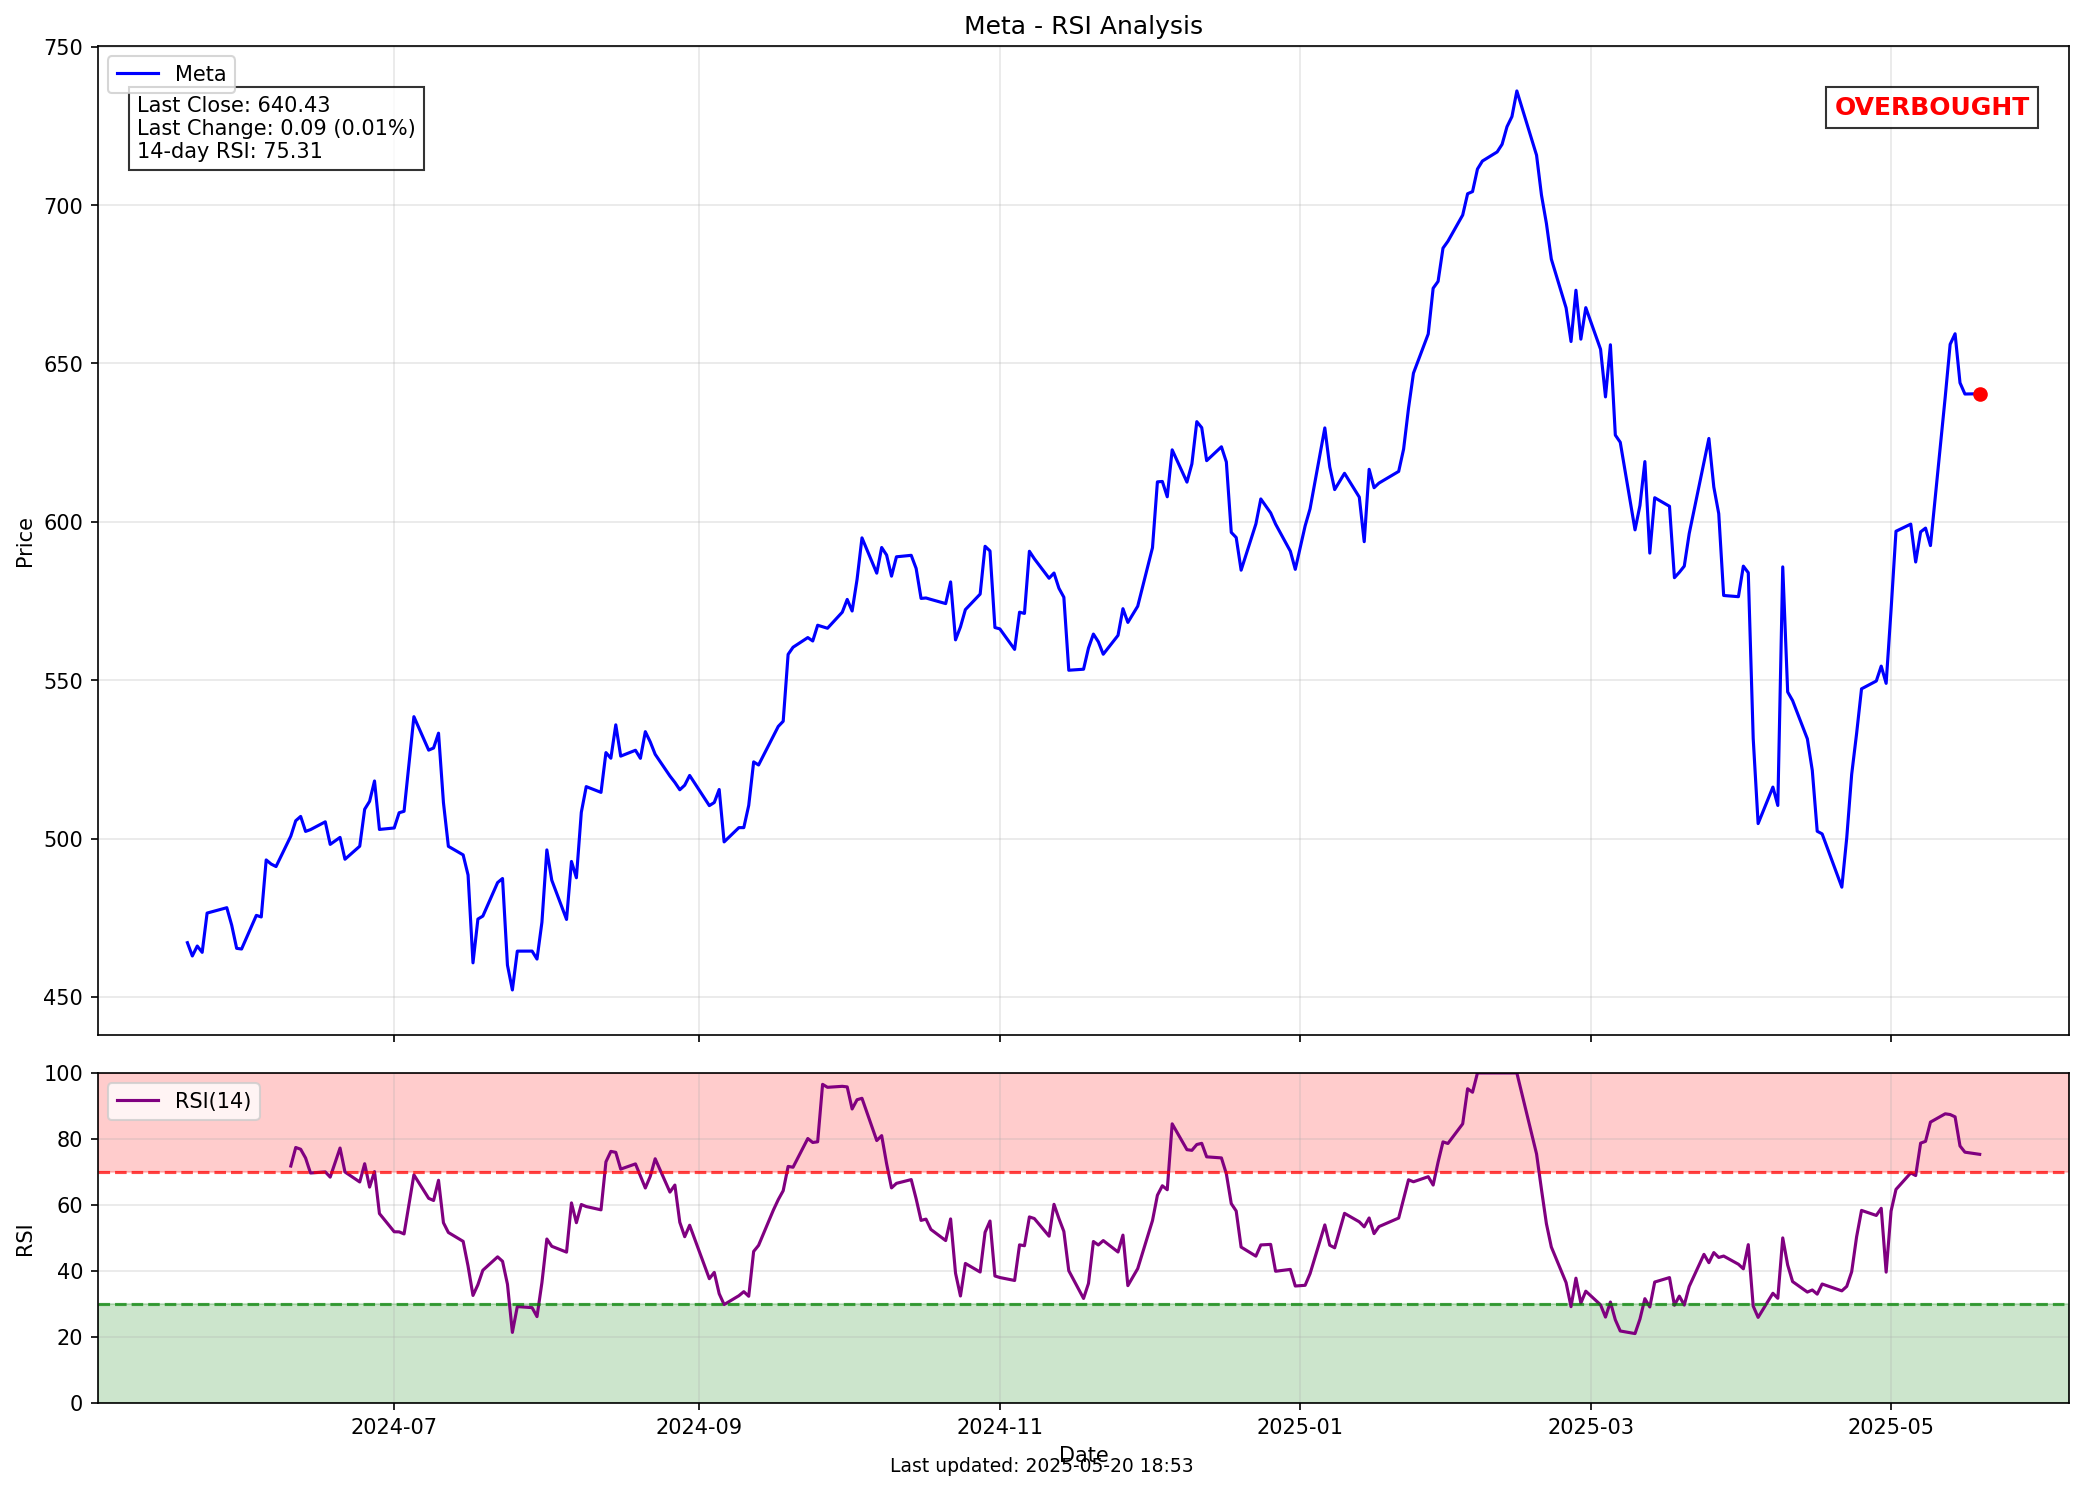 Meta - RSI Analysis
Meta
Last Close: 640.43
Last Change: 0.09 (0.01%)
14-day RSI: 75.31
OVERBOUGHT
Price
750
700
650
600
550
500
450
RSI(14)
RSI
100
80
60
40
20
0
2024-07
2024-09
2024-11
2025-01
2025-03
2025-05
Date
Last updated: 2025-05-20 18:53